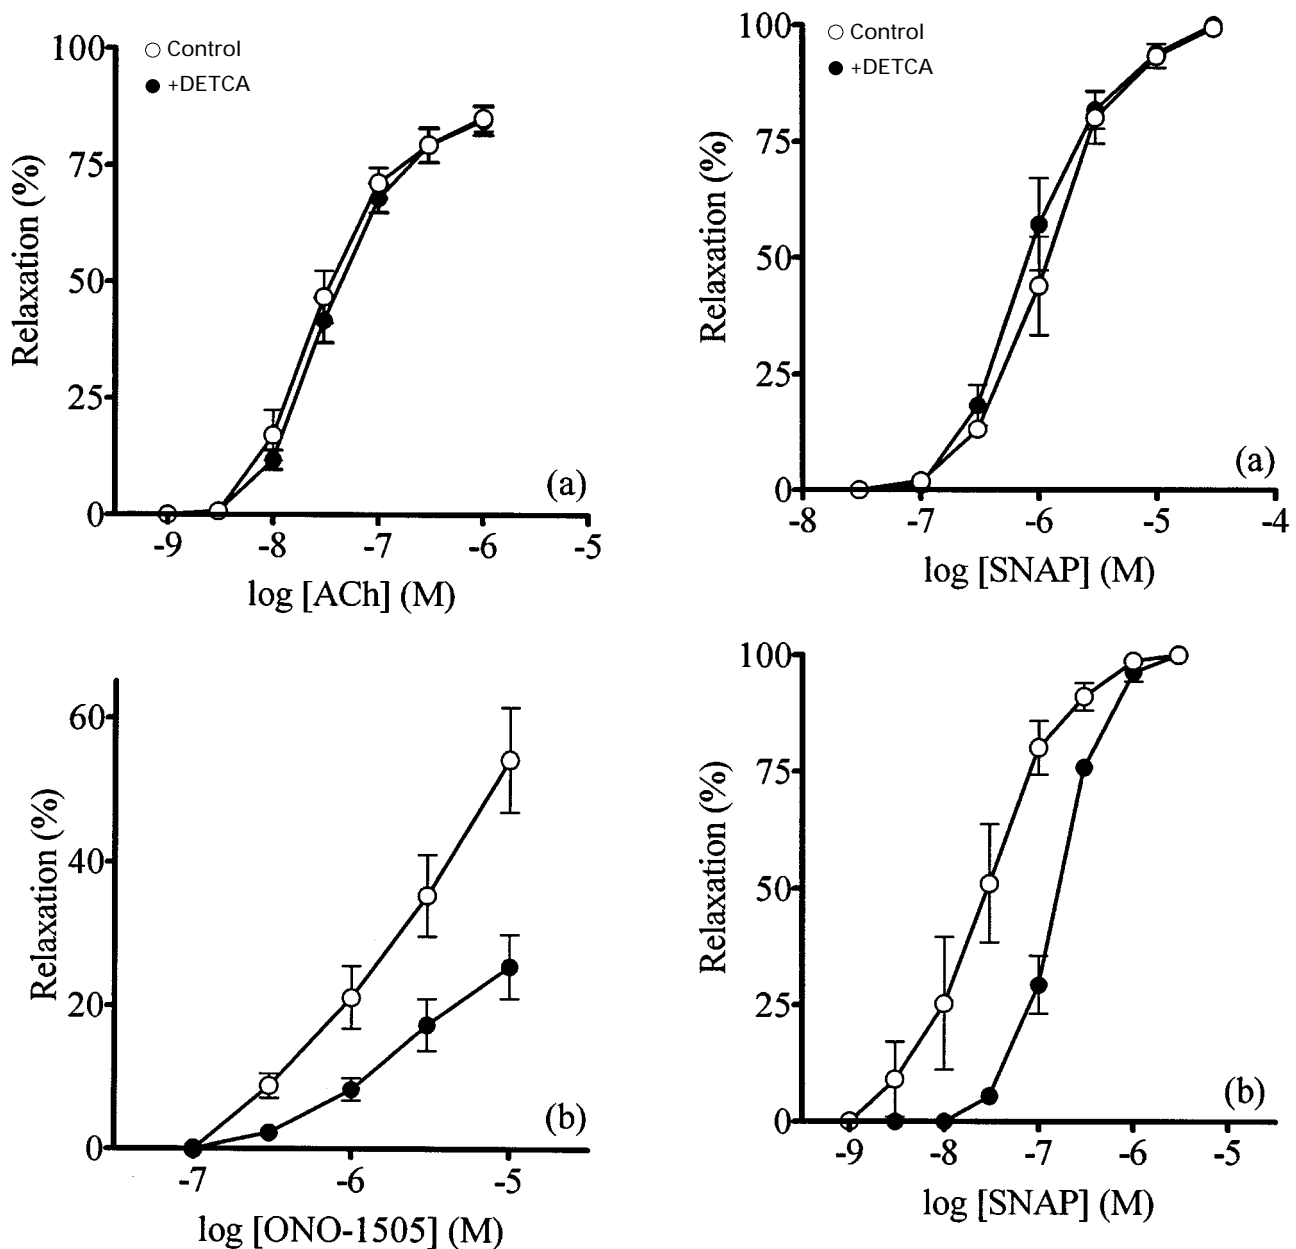 100
○ Control
● +DETCA
75
Relaxation (%)
50
25
(a)
0
-9 -8 -7 -6 -5
log [ACh] (M)
100
○ Control
● +DETCA
75
Relaxation (%)
50
25
(a)
0
-8 -7 -6 -5 -4
log [SNAP] (M)
60
40
Relaxation (%)
20
(b)
0
-7 -6 -5
log [ONO-1505] (M)
100
75
Relaxation (%)
50
25
(b)
0
-9 -8 -7 -6 -5
log [SNAP] (M)